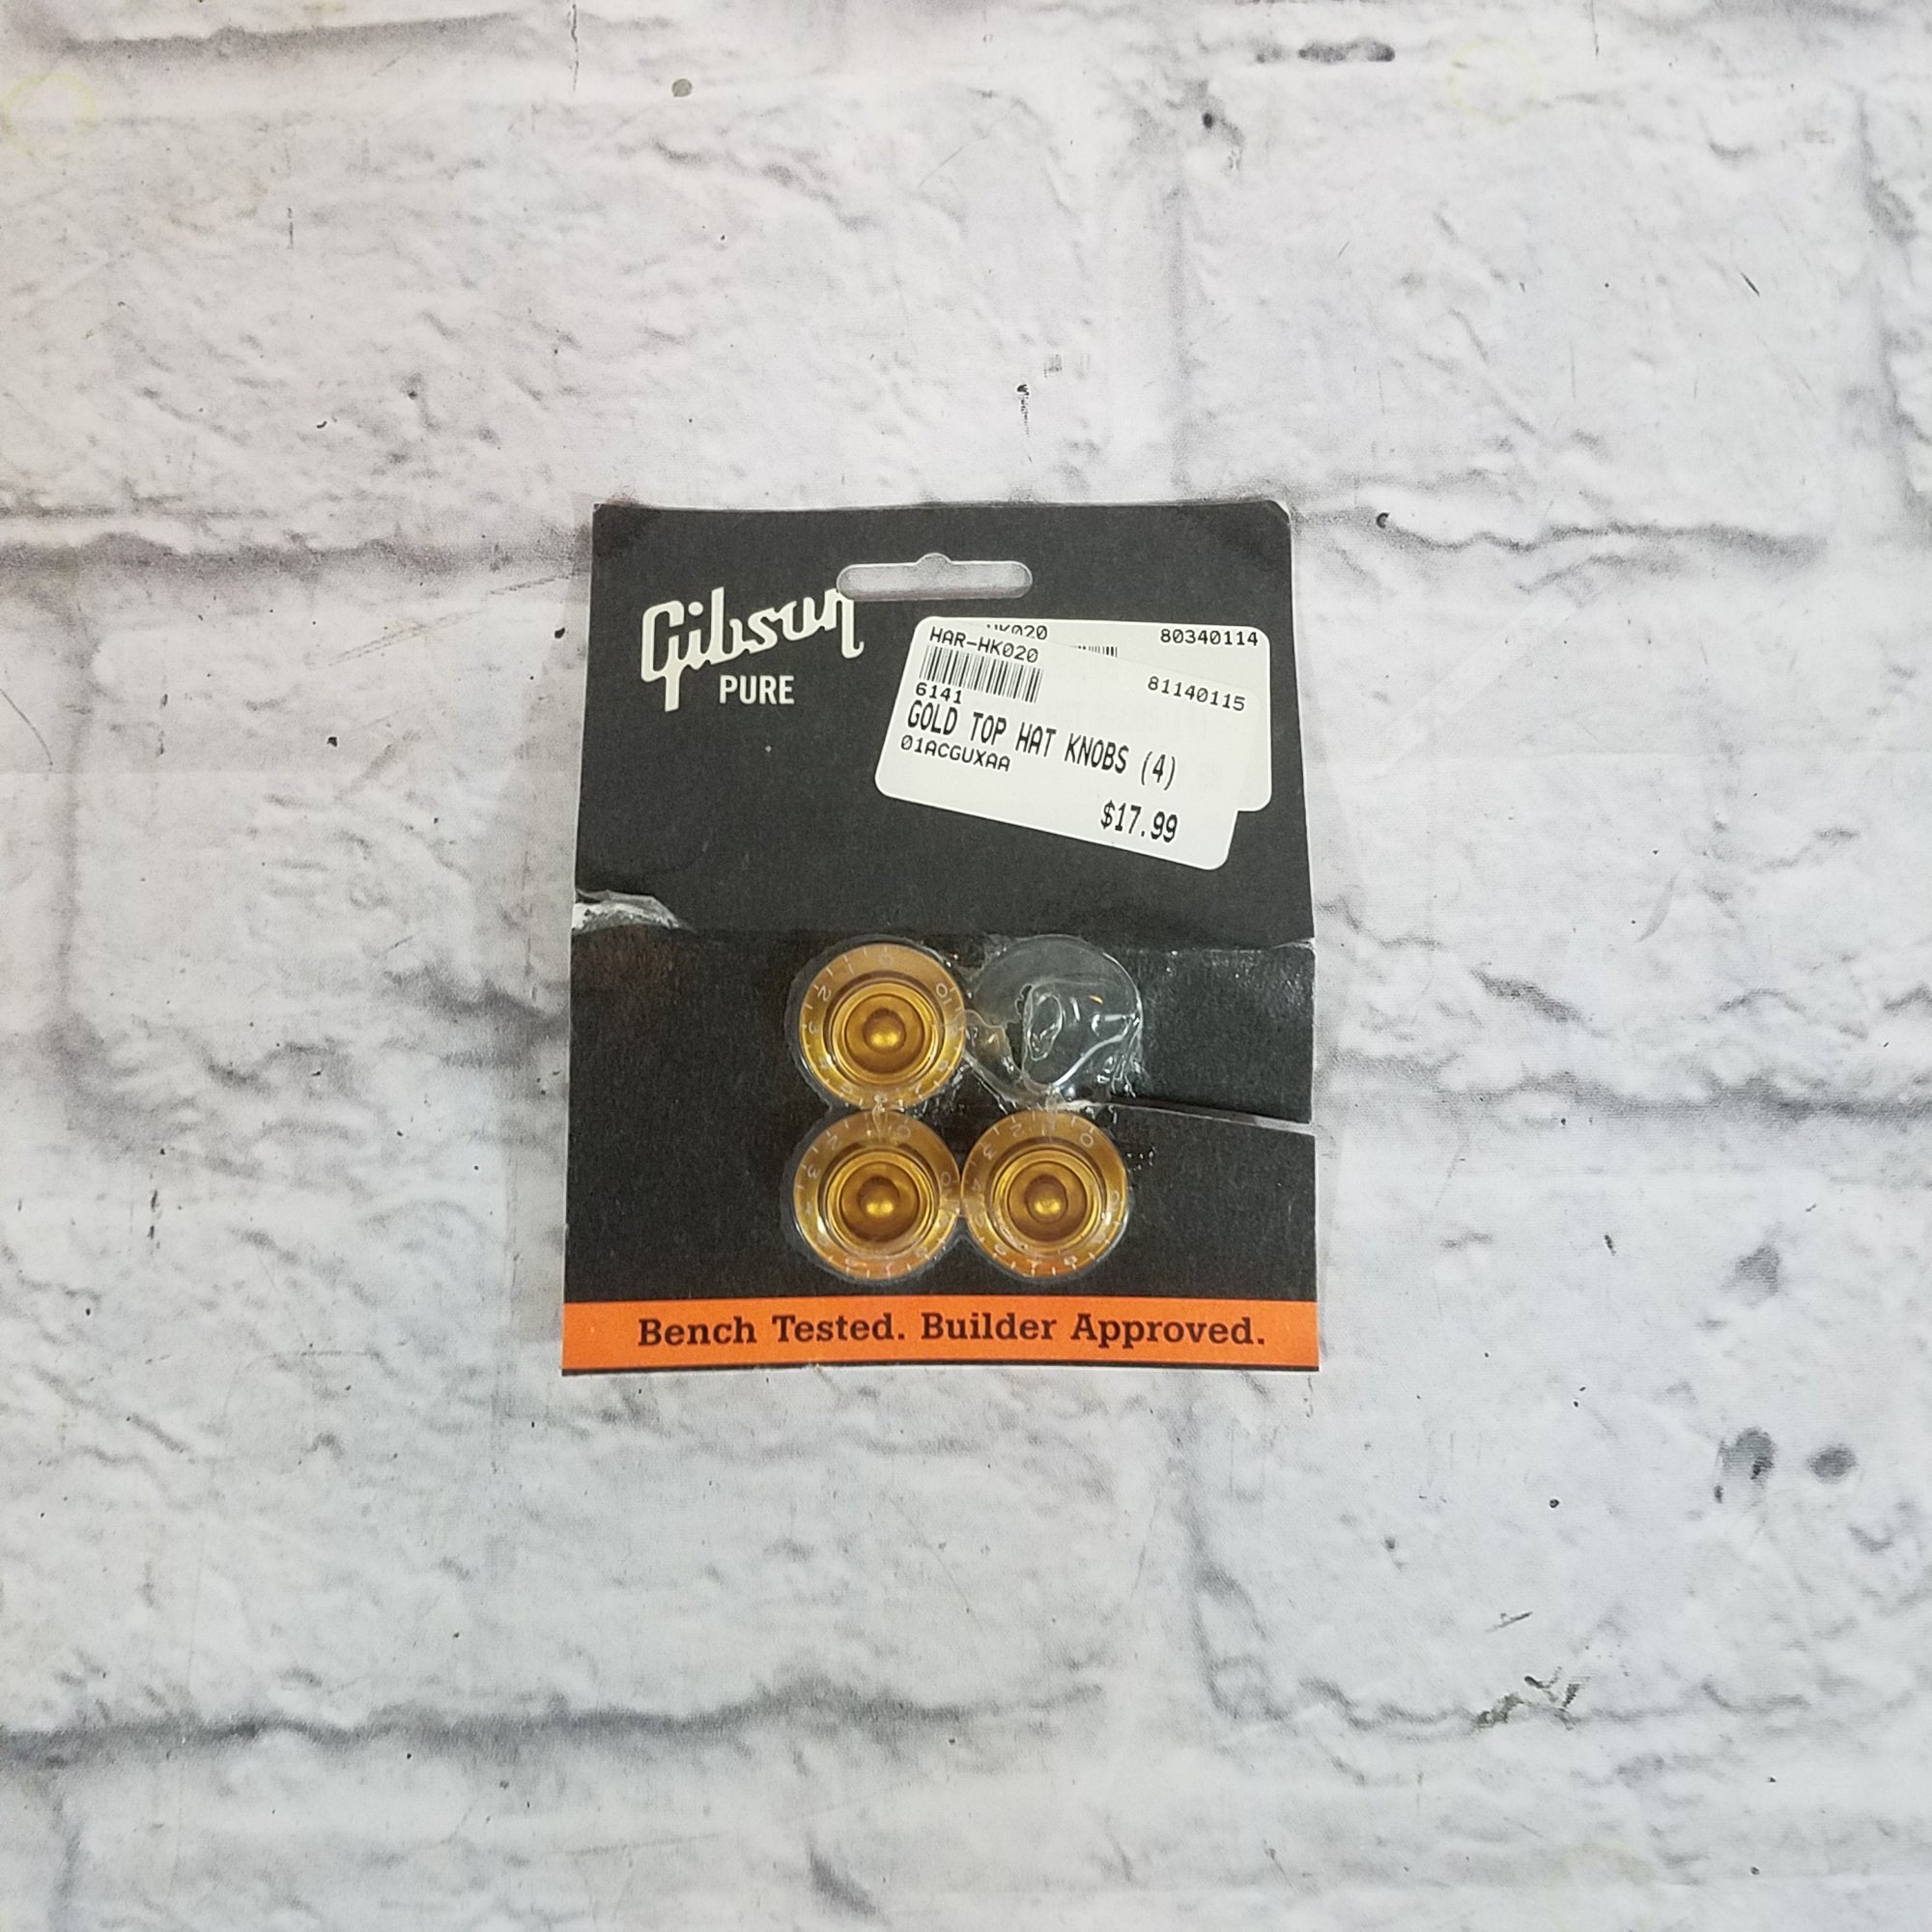 Gibson
PURE
HK020
80340114
HAR-HK020
6141
81140115
GOLD TOP HAT KNOBS (4)
01ACGUXAA
$17.99
Bench Tested. Builder Approved.